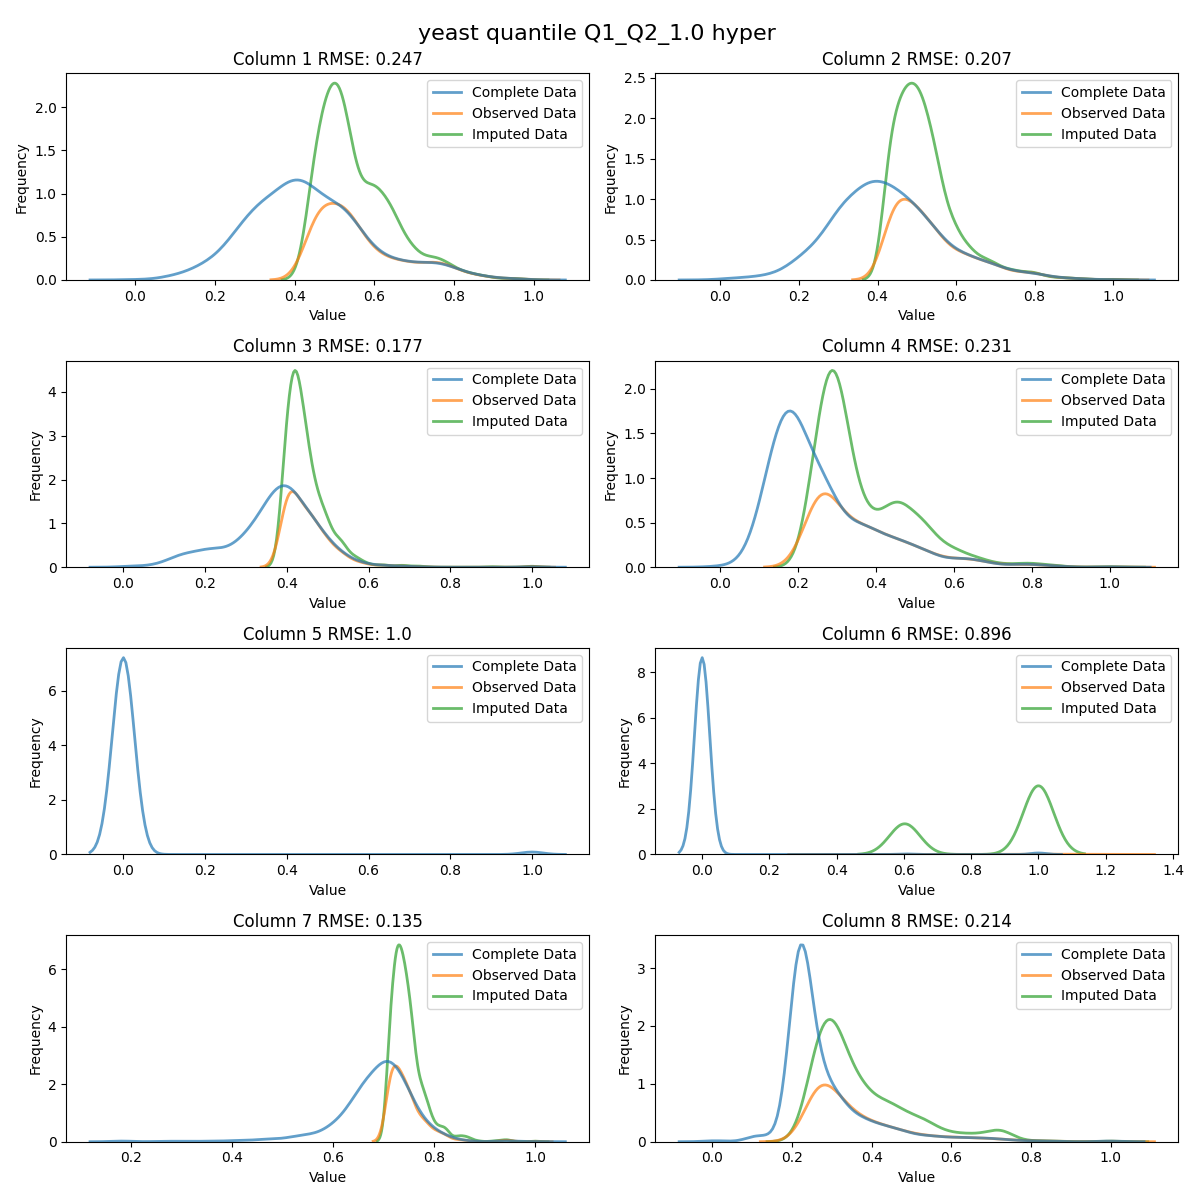 yeast quantile Q1_Q2_1.0 hyper
Column 1 RMSE: 0.247
Complete Data
Observed Data
Imputed Data
Frequency
2.0
1.5
1.0
0.5
0.0
0.0 0.2 0.4 0.6 0.8 1.0
Value
Column 2 RMSE: 0.207
Complete Data
Observed Data
Imputed Data
Frequency
2.5
2.0
1.5
1.0
0.5
0.0
0.0 0.2 0.4 0.6 0.8 1.0
Value
Column 3 RMSE: 0.177
Complete Data
Observed Data
Imputed Data
Frequency
4
3
2
1
0
0.0 0.2 0.4 0.6 0.8 1.0
Value
Column 4 RMSE: 0.231
Complete Data
Observed Data
Imputed Data
Frequency
2.0
1.5
1.0
0.5
0.0
0.0 0.2 0.4 0.6 0.8 1.0
Value
Column 5 RMSE: 1.0
Complete Data
Observed Data
Imputed Data
Frequency
6
4
2
0
0.0 0.2 0.4 0.6 0.8 1.0
Value
Column 6 RMSE: 0.896
Complete Data
Observed Data
Imputed Data
Frequency
8
6
4
2
0
0.0 0.2 0.4 0.6 0.8 1.0 1.2 1.4
Value
Column 7 RMSE: 0.135
Complete Data
Observed Data
Imputed Data
Frequency
6
4
2
0
0.2 0.4 0.6 0.8 1.0
Value
Column 8 RMSE: 0.214
Complete Data
Observed Data
Imputed Data
Frequency
3
2
1
0
0.0 0.2 0.4 0.6 0.8 1.0
Value